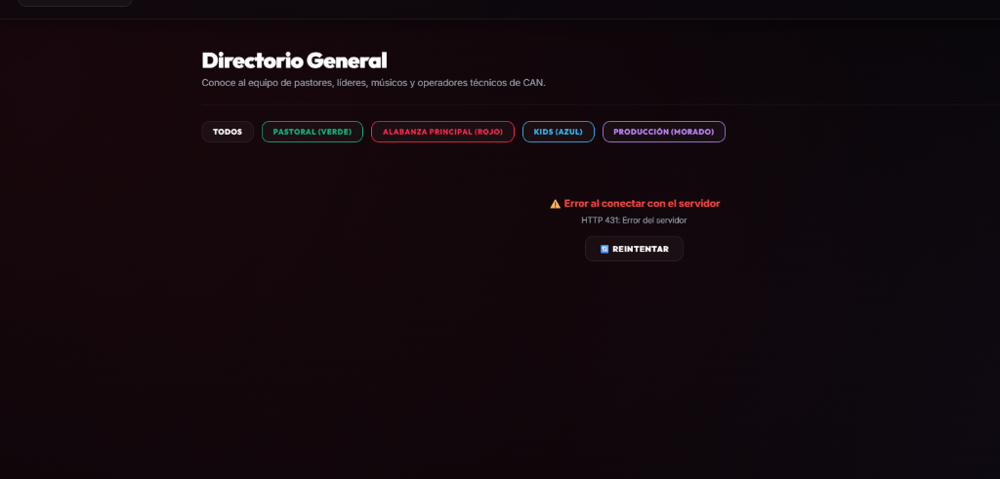 Directorio General
Conoce al equipo de pastores, líderes, músicos y operadores técnicos de CAN.
TODOS
PASTORAL (VERDE)
ALABANZA PRINCIPAL (ROJO)
KIDS (AZUL)
PRODUCCIÓN (MORADO)
⚠️ Error al conectar con el servidor
HTTP 431: Error del servidor
🔃 REINTENTAR